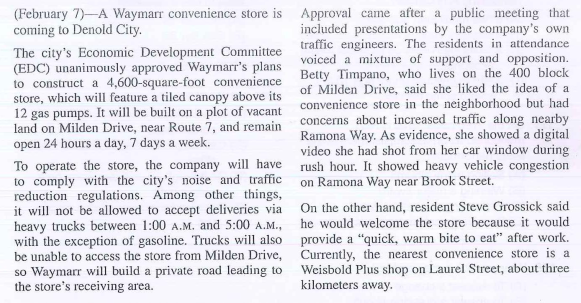 (February 7)—A Waymarr convenience store is
coming to Denold City.
The city's Economic Development Committee
(EDC) unanimously approved Waymarr's plans
to construct a 4,600-square-foot convenience
store, which will feature a tiled canopy above its
12 gas pumps. It will be built on a plot of vacant
land on Milden Drive, near Route 7, and remain
open 24 hours a day, 7 days a week.
To operate the store, the company will have
to comply with the city's noise and traffic
reduction regulations. Among other things,
it will not be allowed to accept deliveries via
heavy trucks between 1:00 A.M. and 5:00 A.M.,
with the exception of gasoline. Trucks will also
be unable to access the store from Milden Drive,
so Waymarr will build a private road leading to
the store's receiving area.
Approval came after a public meeting that
included presentations by the company's own
traffic engineers. The residents in attendance
voiced a mixture of support and opposition.
Betty Timpano, who lives on the 400 block
of Milden Drive, said she liked the idea of a
convenience store in the neighborhood but had
concerns about increased traffic along nearby
Ramona Way. As evidence, she showed a digital
video she had shot from her car window during
rush hour. It showed heavy vehicle congestion
on Ramona Way near Brook Street.
On the other hand, resident Steve Grossick said
he would welcome the store because it would
provide a “quick, warm bite to eat” after work.
Currently, the nearest convenience store is a
Weisbold Plus shop on Laurel Street, about three
kilometers away.